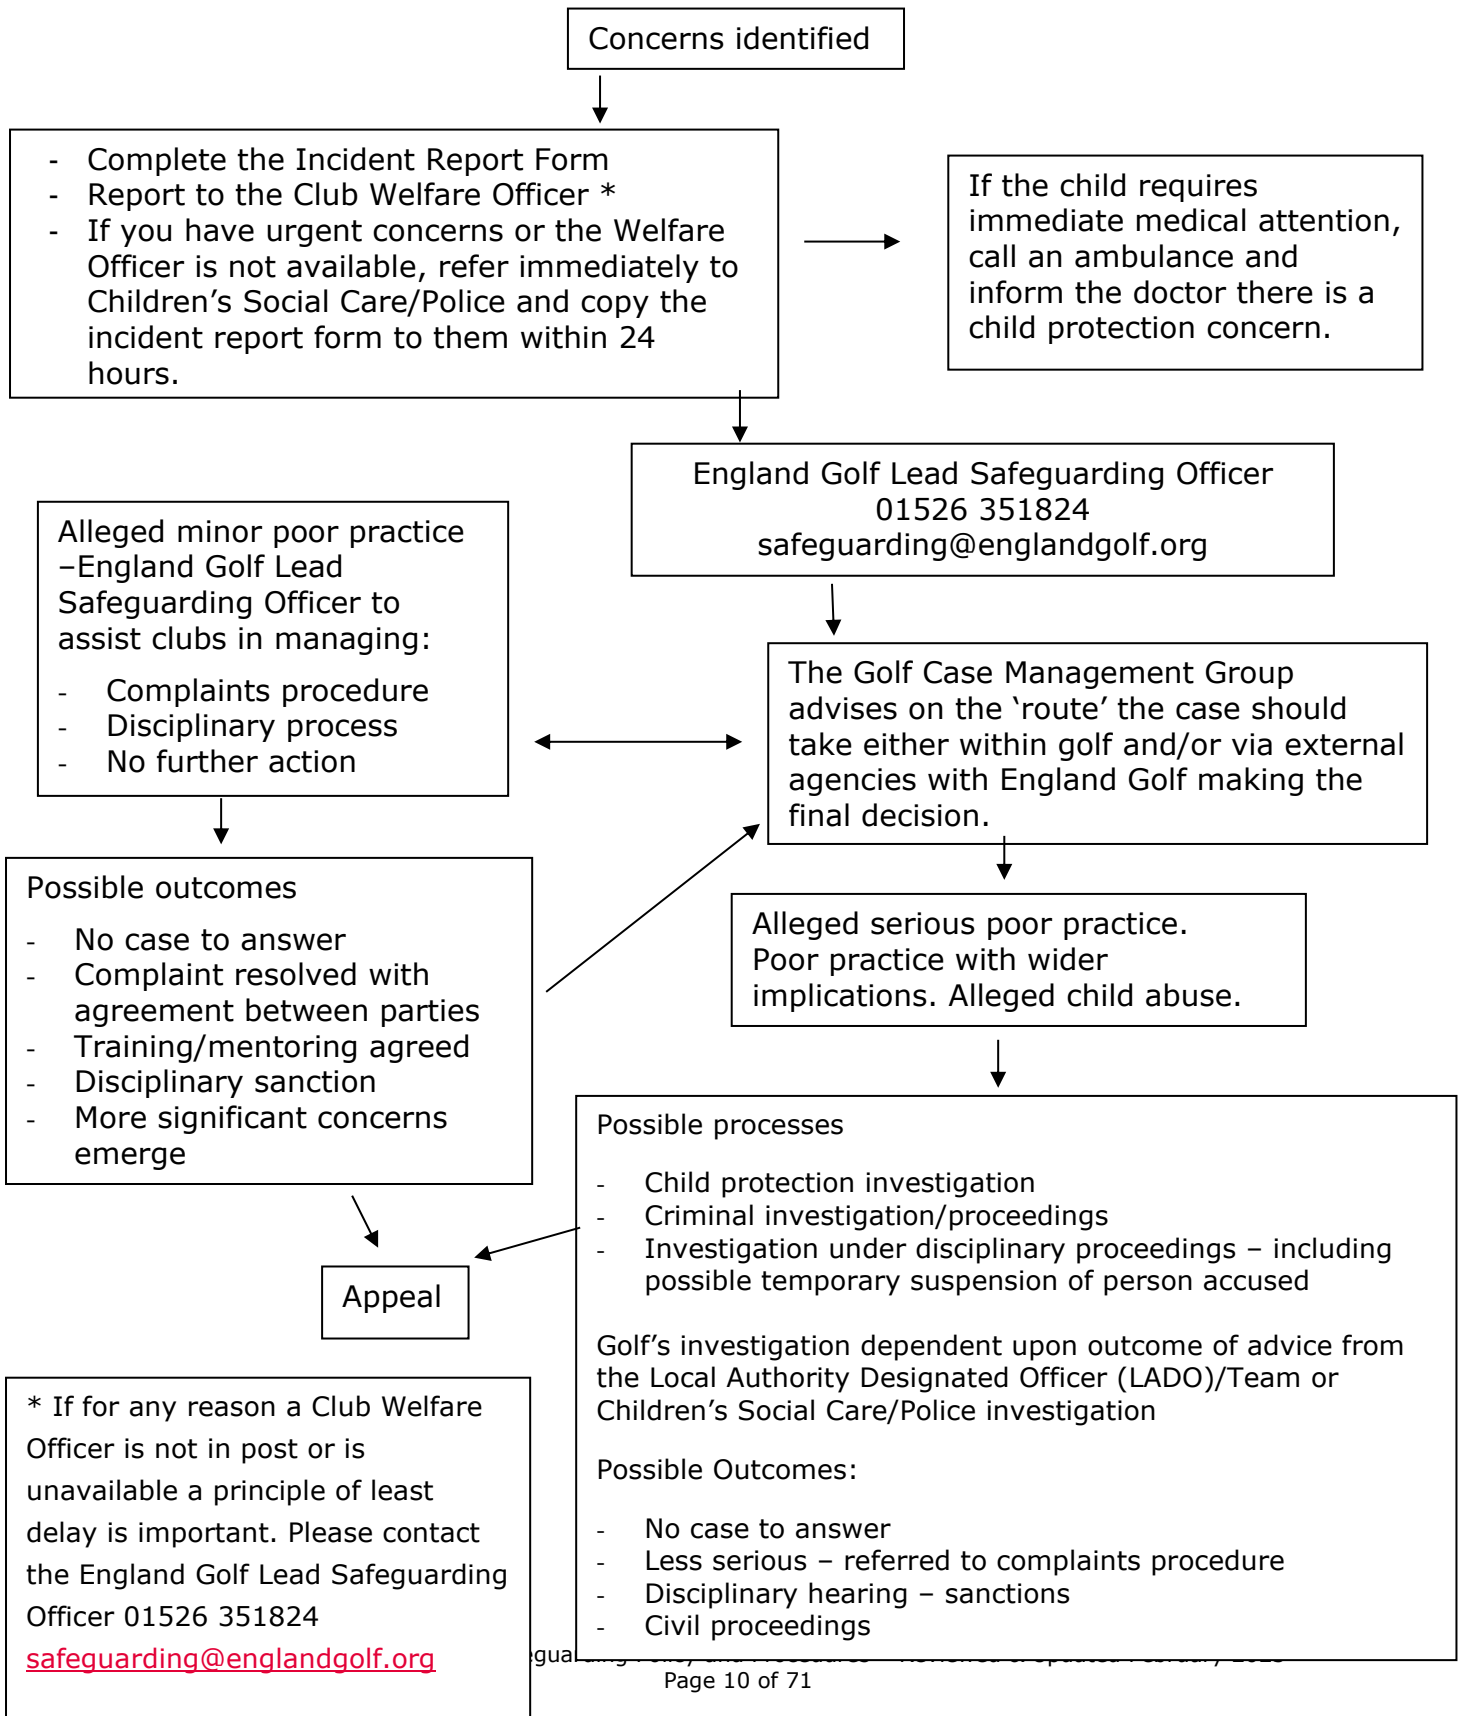 Concerns identified
- Complete the Incident Report Form
- Report to the Club Welfare Officer *
- If you have urgent concerns or the Welfare
Officer is not available, refer immediately to
Children’s Social Care/Police and copy the
incident report form to them within 24
hours.
If the child requires
immediate medical attention,
call an ambulance and
inform the doctor there is a
child protection concern.
England Golf Lead Safeguarding Officer
01526 351824
safeguarding@englandgolf.org
Alleged minor poor practice
–England Golf Lead
Safeguarding Officer to
assist clubs in managing:
- Complaints procedure
- Disciplinary process
- No further action
The Golf Case Management Group
advises on the ‘route’ the case should
take either within golf and/or via external
agencies with England Golf making the
final decision.
Possible outcomes
- No case to answer
- Complaint resolved with
agreement between parties
- Training/mentoring agreed
- Disciplinary sanction
- More significant concerns
emerge
Alleged serious poor practice.
Poor practice with wider
implications. Alleged child abuse.
Possible processes
- Child protection investigation
- Criminal investigation/proceedings
- Investigation under disciplinary proceedings – including
possible temporary suspension of person accused
Golf’s investigation dependent upon outcome of advice from
the Local Authority Designated Officer (LADO)/Team or
Children’s Social Care/Police investigation
Possible Outcomes:
- No case to answer
- Less serious – referred to complaints procedure
- Disciplinary hearing – sanctions
- Civil proceedings
Appeal
* If for any reason a Club Welfare
Officer is not in post or is
unavailable a principle of least
delay is important. Please contact
the England Golf Lead Safeguarding
Officer 01526 351824
safeguarding@englandgolf.org
Page 10 of 71